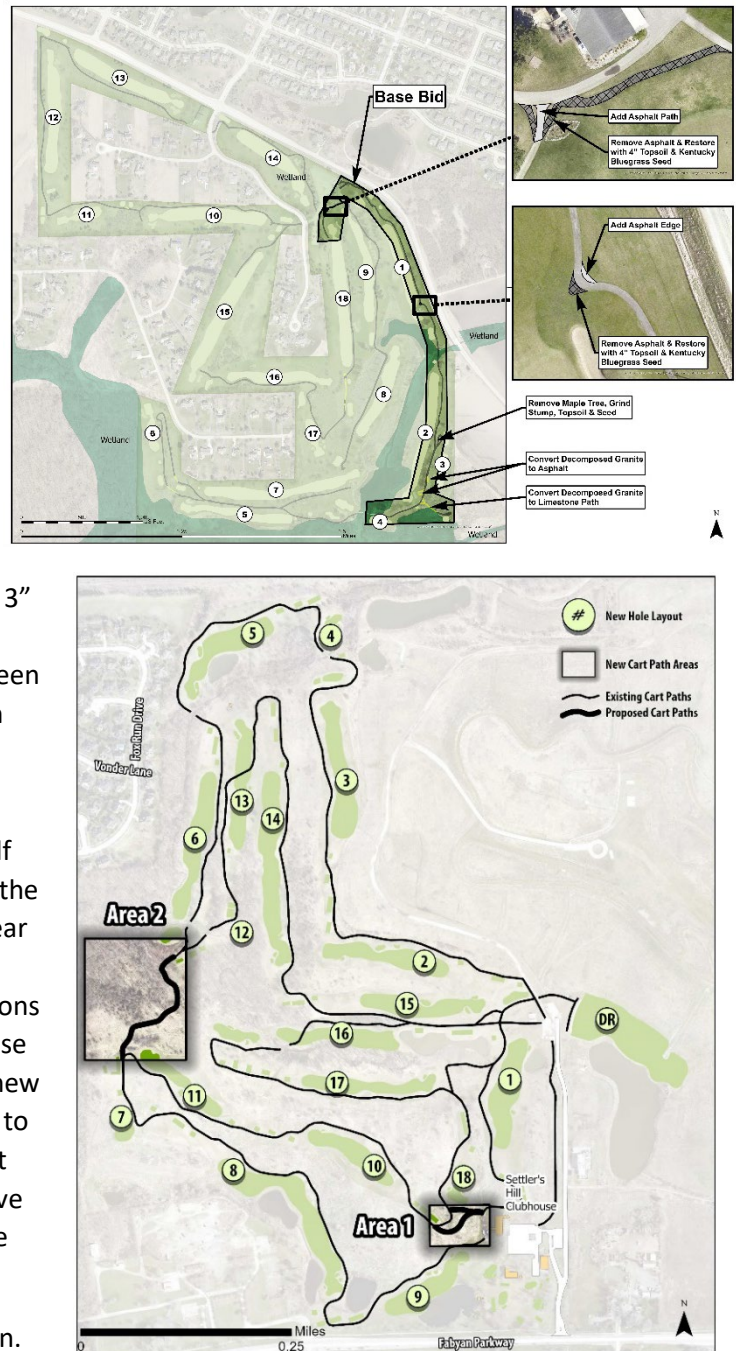 13
12
14
Wetland
Base Bid
11
10
9
1
15
18
Wetland
16
8
6
Wetland
17
2
3
7
5
4
Wetland
Add Asphalt Path
Remove Asphalt & Restore
with 4" Topsoil & Kentucky
Bluegrass Seed
Add Asphalt Edge
Remove Asphalt & Restore
with 4" Topsoil & Kentucky
Bluegrass Seed
Remove Maple Tree, Grind
Stump, Topsoil & Seed
Convert Decomposed Granite
to Asphalt
Convert Decompoesd Granite
to Limestone Path
N
3”
een
lf
the
ear
ons
se
new
to
ve
n.
#
New Hole Layout
New Cart Path Areas
Existing Cart Paths
Proposed Cart Paths
5
4
Fox Run Drive
Vonder Lane
3
13
14
6
Area 2
12
2
15
DR
16
17
1
11
7
10
8
18
Settler's
Hill
Clubhouse
Area 1
9
Miles
0
0.25
Fabyan Parkway
N